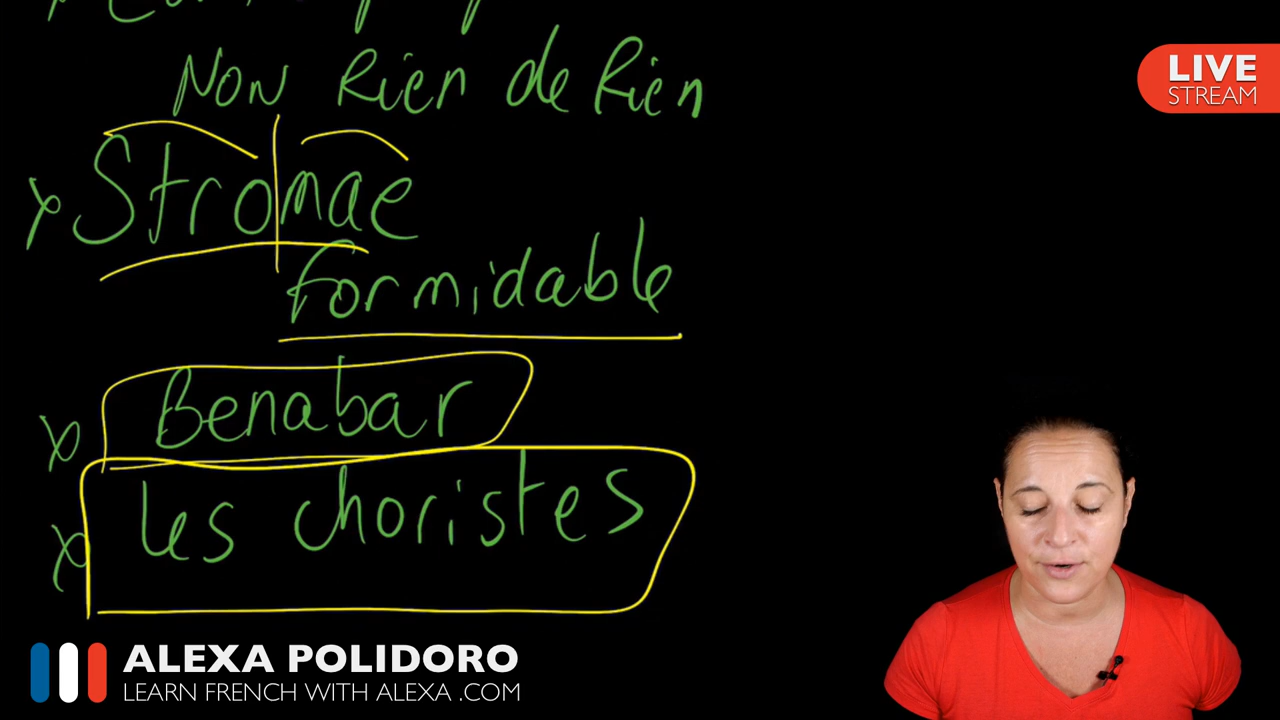 Non Rien de Rien
LIVE
STREAM
x Stromae
formidable
x Benabar
x les choristes
ALEXA POLIDORO
LEARN FRENCH WITH ALEXA .COM